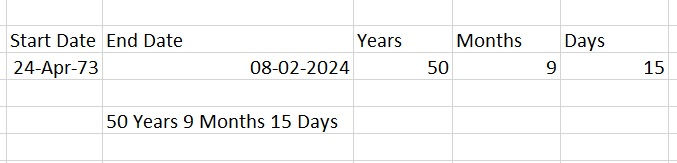 Start Date End Date Years Months Days
24-Apr-73 08-02-2024 50 9 15
50 Years 9 Months 15 Days